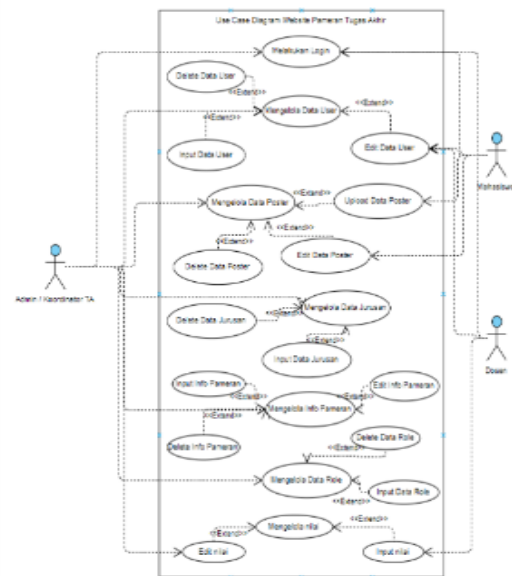 Use Case Diagram Website Pameran Tugas Akhir
Melakukan Login
Delete Data User
<<Extend>>
Mengelola Data User
<<Extend>>
<<Extend>>
Input Data User
Edit Data User
Mahasiswa
Mengelola Data Poster
<<Extend>>
Upload Data Poster
<<Extend>>
<<Extend>>
Delete Data Poster
Edit Data Poster
Admin / Koordinator TA
Mengelola Data Jurusan
Delete Data Jurusan
<<Extend>>
<<Extend>>
Input Data Jurusan
Dosen
Input Info Pameran
<<Extend>>
Edit Info Pameran
Mengelola Info Pameran
<<Extend>>
<<Extend>>
Delete Info Pameran
Delete Data Role
<<Extend>>
Mengelola Data Role
Input Data Role
<<Extend>>
Mengelola nilai
<<Extend>>
<<Extend>>
Edit nilai
Input nilai